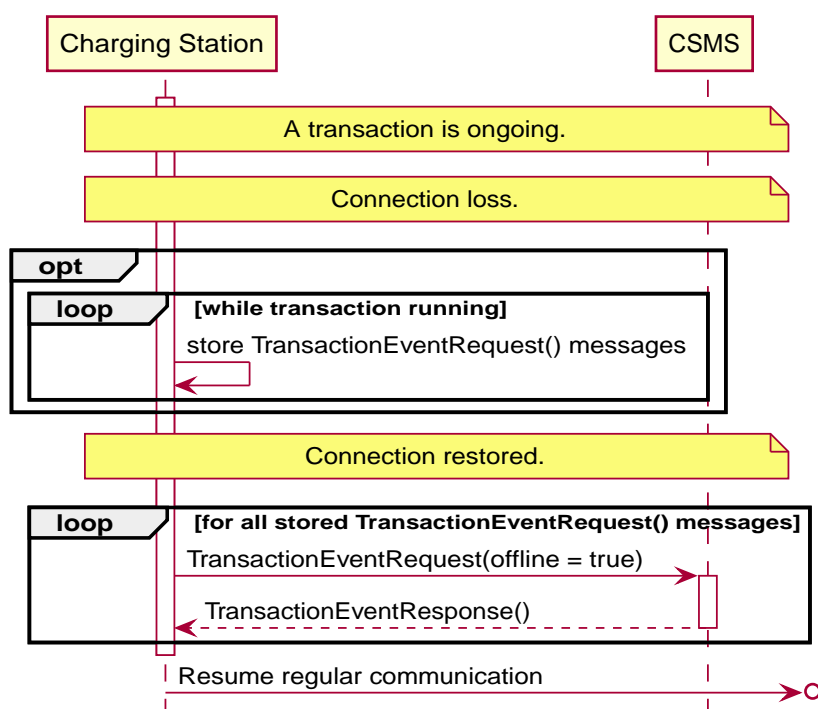 Charging Station
CSMS
A transaction is ongoing.
Connection loss.
opt
loop [while transaction running]
store TransactionEventRequest() messages
Connection restored.
loop [for all stored TransactionEventRequest() messages]
TransactionEventRequest(offline = true)
TransactionEventResponse()
Resume regular communication